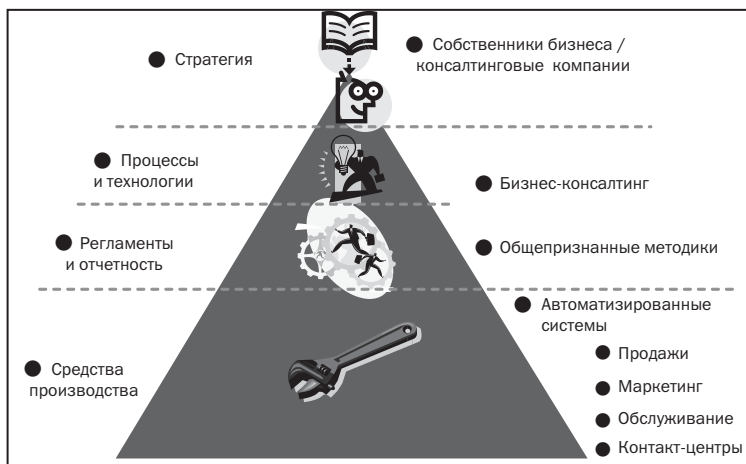 Стратегия
Собственники бизнеса /
консалтинговые компании
Процессы
и технологии
Бизнес-консалтинг
Регламенты
и отчетность
Общепризнанные методики
Автоматизированные
системы
Средства
производства
Продажи
Маркетинг
Обслуживание
Контакт-центры